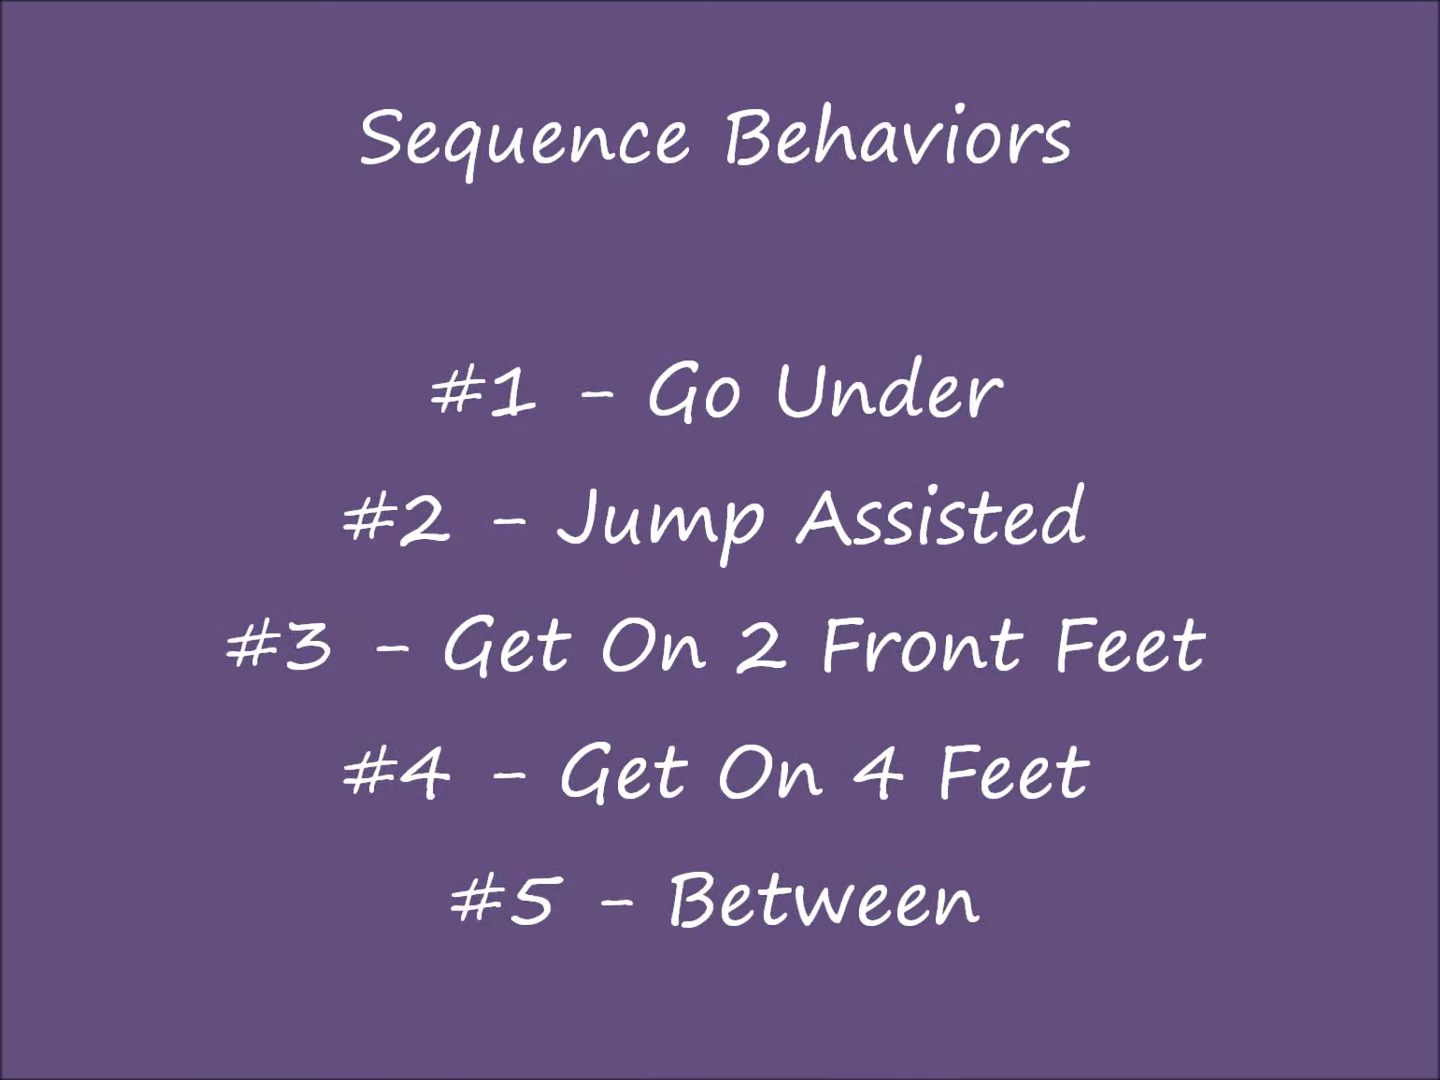 Sequence Behaviors
#1 - Go Under
#2 - Jump Assisted
#3 - Get On 2 Front Feet
#4 - Get On 4 Feet
#5 - Between